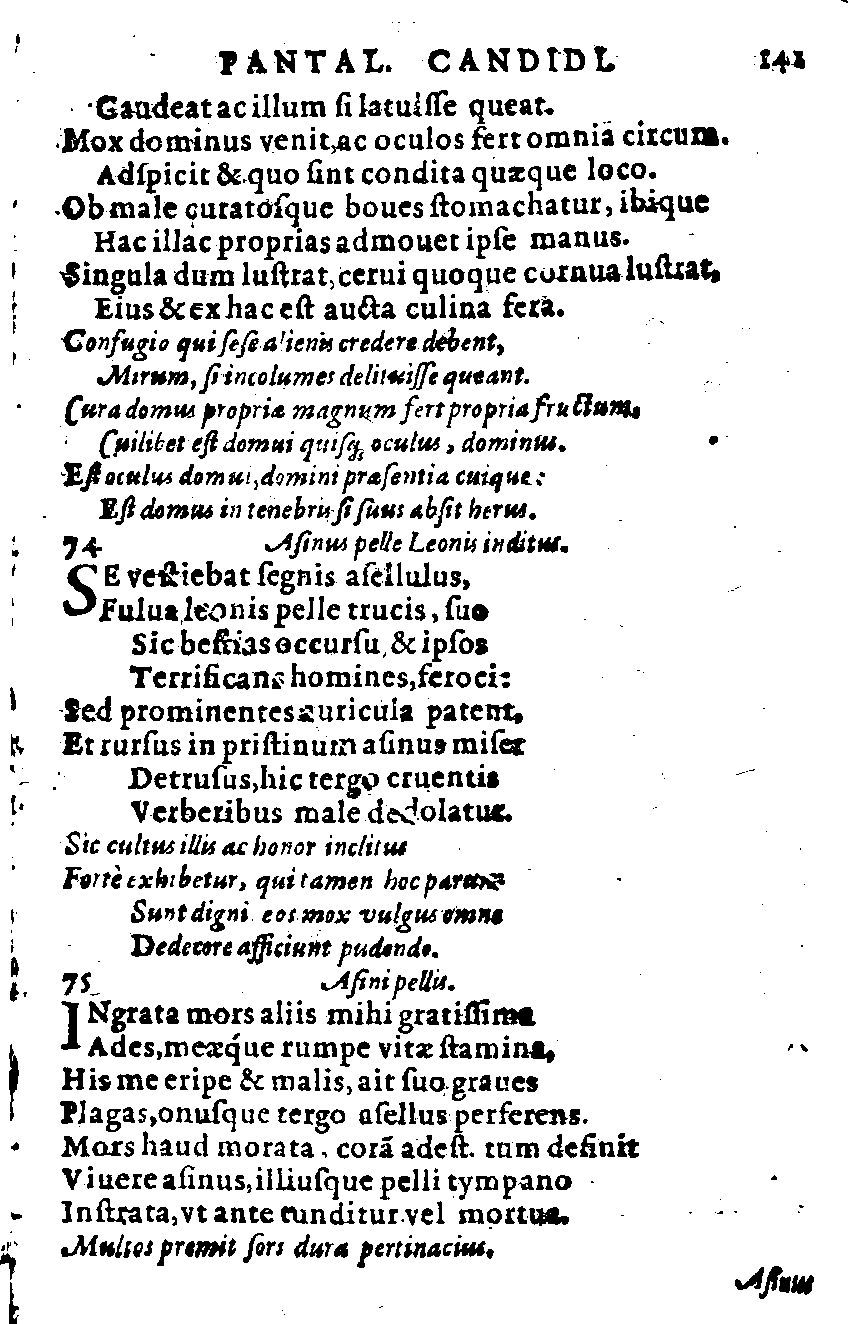 PANTAL. CANDIDI. 141
Gaudeat ac illum ſi latuiſſe queat.
Mox dominus venit, ac oculos fert omnia circum.
Adſpicit & quo ſint condita quæque loco.
Ob male curatoſque boues ſtomachatur, ibique
Hac illac proprias admouet ipſe manus.
Singula dum luſtrat, cerui quoque cornua luſtrat,
Eius & ex hac eſt aucta culina fera.
Confugio qui ſeſe alienis credere debent,
Mirum, ſi incolumes delituiſſe queant.
Cura domus propria magnum fert propria fructum,
Cuilibet eſt domui quiſq; oculus, dominus.
Eſt oculus domui, domini præſentia cuique:
Eſt domus in tenebris ſi ſuus abſit herus.
74 Aſinus pelle Leonis inditus.
SE veſtiebat ſegnis aſellulus,
Fulua leonis pelle trucis, ſuo
Sic beſtias occurſu, & ipſos
Terrificans homines, feroci:
Sed prominentes auricula patent,
Et rurſus in priſtinum aſinus miſer
Detruſus, hic tergo cruentis
Verberibus male dedolatur.
Sic cultus illis ac honor inclitus
Fortè exhibetur, qui tamen hoc parum
Sunt digni eos mox vulgus omne
Dedecore afficiunt pudendo.
75 Aſini pellis.
INgrata mors aliis mihi gratiſſima
Ades, meæq́ue rumpe vitæ ſtamina,
His me eripe & malis, ait ſuo graues
Plagas, onuſque tergo aſellus perferens.
Mors haud morata, corã adeſt. tum definit
Viuere aſinus, illiuſque pelli tympano
Inſtrata, vt ante tunditur vel mortua.
Multos premit ſors dura pertinacius,
Aſinus